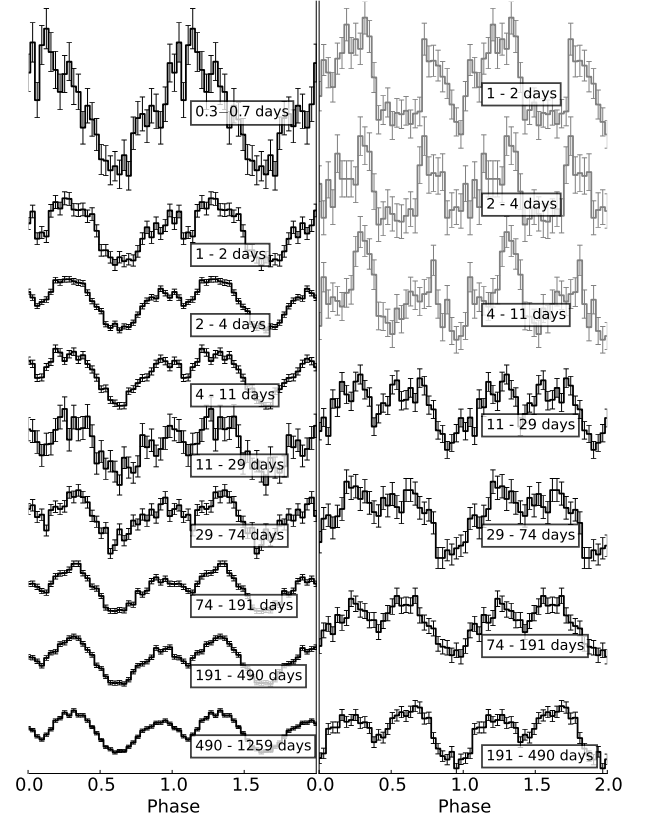 0.3–0.7 days
1 - 2 days
2 - 4 days
4 - 11 days
11 - 29 days
29 - 74 days
74 - 191 days
191 - 490 days
490 - 1259 days
0.0 0.5 1.0 1.5
Phase
1 - 2 days
2 - 4 days
4 - 11 days
11 - 29 days
29 - 74 days
74 - 191 days
191 - 490 days
0.0 0.5 1.0 1.5 2.0
Phase